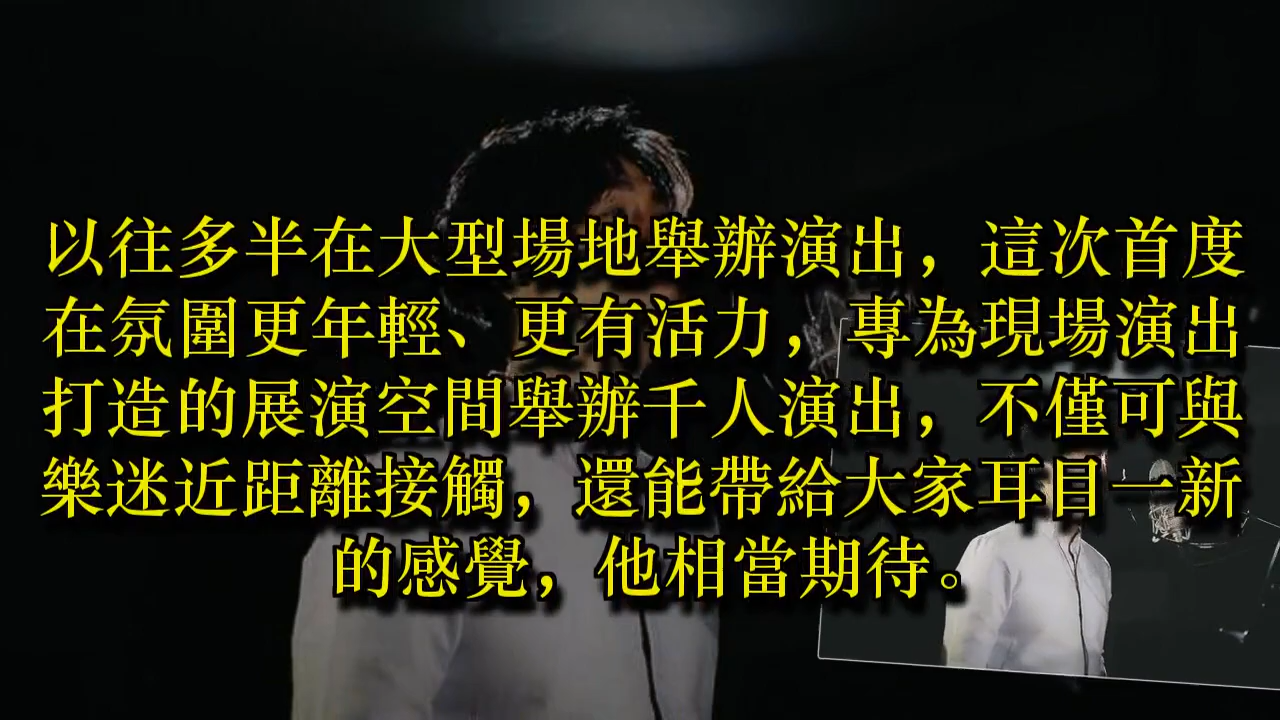 以往多半在大型場地舉辦演出，這次首度
在氛圍更年輕、更有活力，專為現場演出
打造的展演空間舉辦千人演出，不僅可與
樂迷近距離接觸，還能帶給大家耳目一新
的感覺，他相當期待。